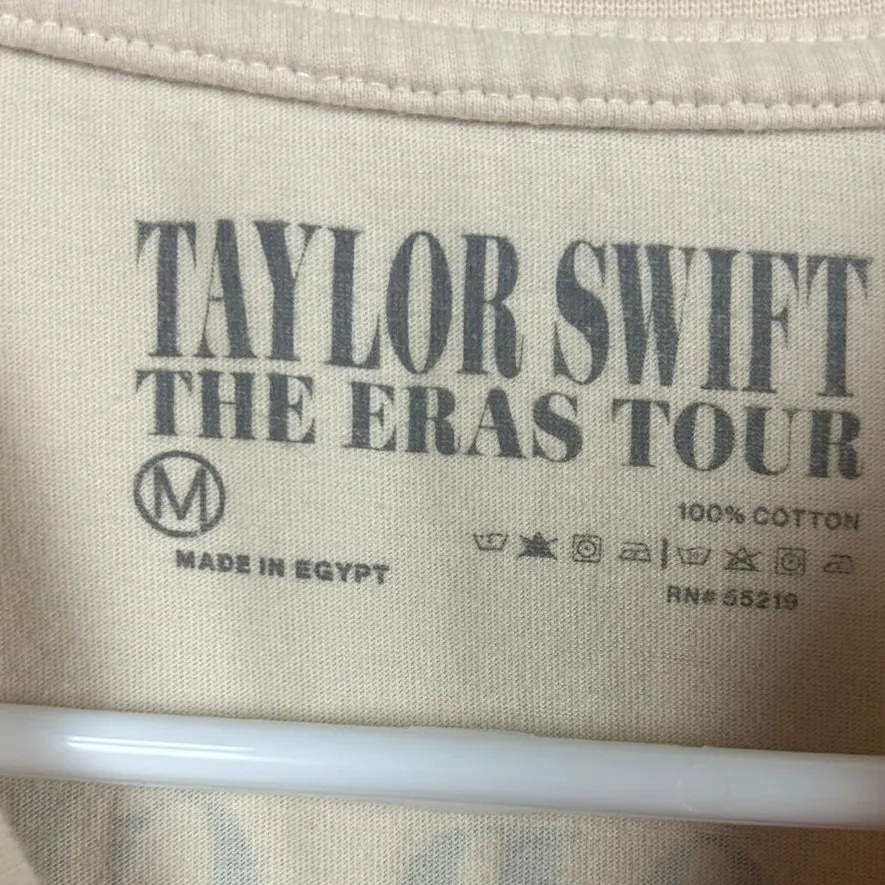 TAYLOR SWIFT
THE ERAS TOUR
M
100% COTTON
MADE IN EGYPT
RN# 55219